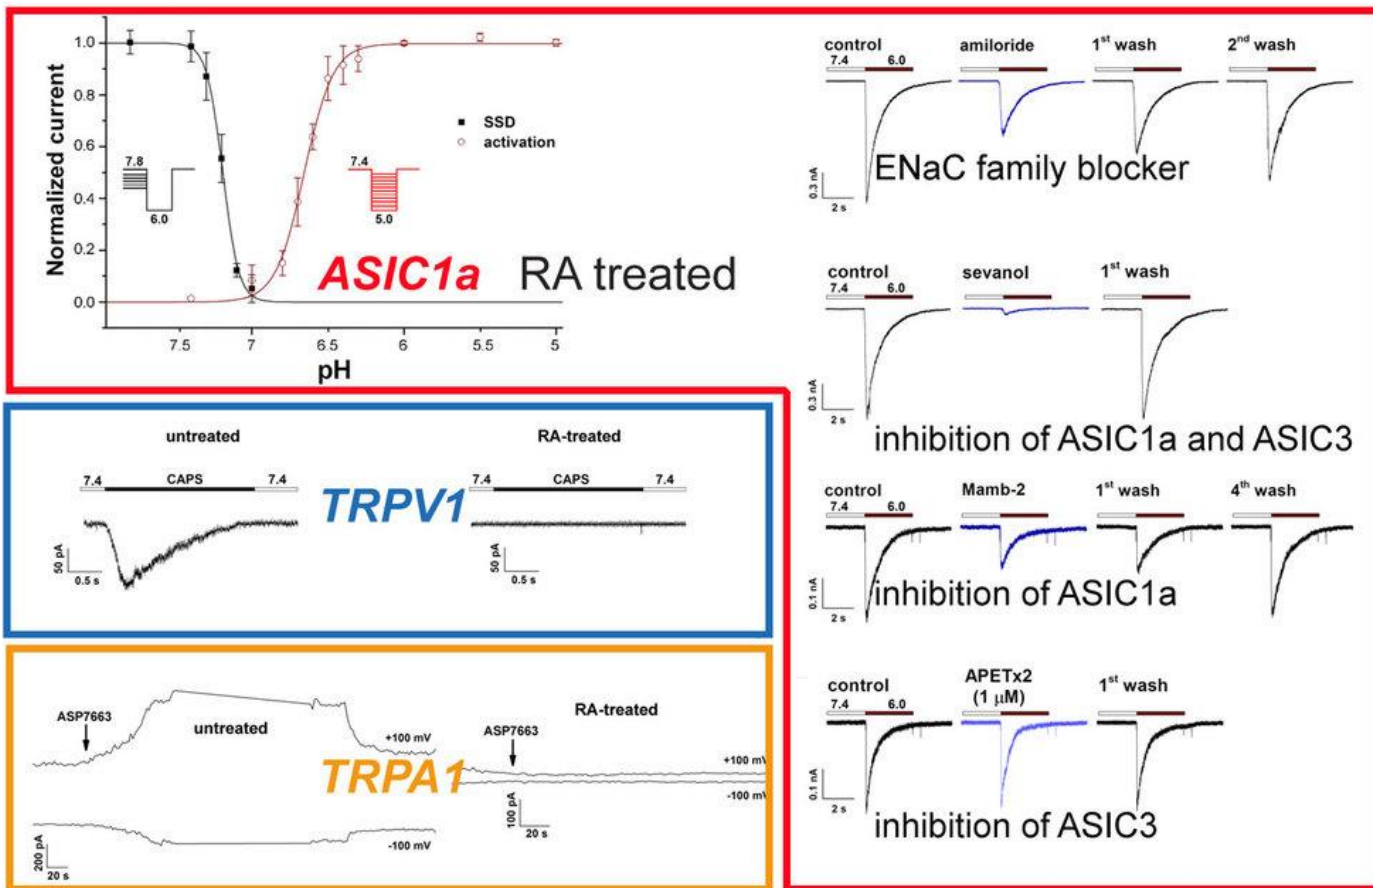 Normalized current
1.0
0.8
0.6
0.4
0.2
0.0
7.5
7
6.5
6
5.5
5
pH
SSD
activation
7.8
6.0
7.4
5.0
ASIC1a RA treated
control
amiloride
1st wash
2nd wash
7.4 6.0
0.3 nA
2 s
ENaC family blocker
control
sevanol
1st wash
7.4 6.0
0.3 nA
2 s
inhibition of ASIC1a and ASIC3
control
Mamb-2
1st wash
4th wash
7.4 6.0
0.1 nA
2 s
inhibition of ASIC1a
control
APETx2
(1 µM)
1st wash
7.4 6.0
0.1 nA
2 s
inhibition of ASIC3
untreated
7.4 CAPS 7.4
50 pA
0.5 s
TRPV1
RA-treated
7.4 CAPS 7.4
50 pA
0.5 s
ASP7663
untreated
+100 mV
-100 mV
200 pA
20 s
TRPA1
RA-treated
ASP7663
+100 mV
-100 mV
100 pA
20 s